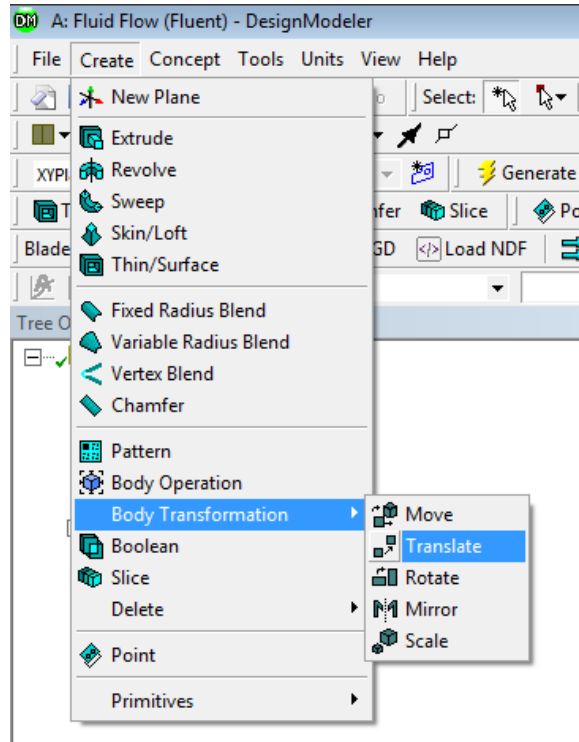 DM A: Fluid Flow (Fluent) - DesignModeler
File Create Concept Tools Units View Help
New Plane
Select:
Extrude
XYPl
Revolve
Generate
Sweep
Slice
Skin/Loft
Blade
GD
Load NDF
Thin/Surface
Fixed Radius Blend
Tree O
Variable Radius Blend
Vertex Blend
Chamfer
Pattern
Body Operation
Body Transformation
Move
Boolean
Translate
Slice
Rotate
Delete
Mirror
Scale
Point
Primitives